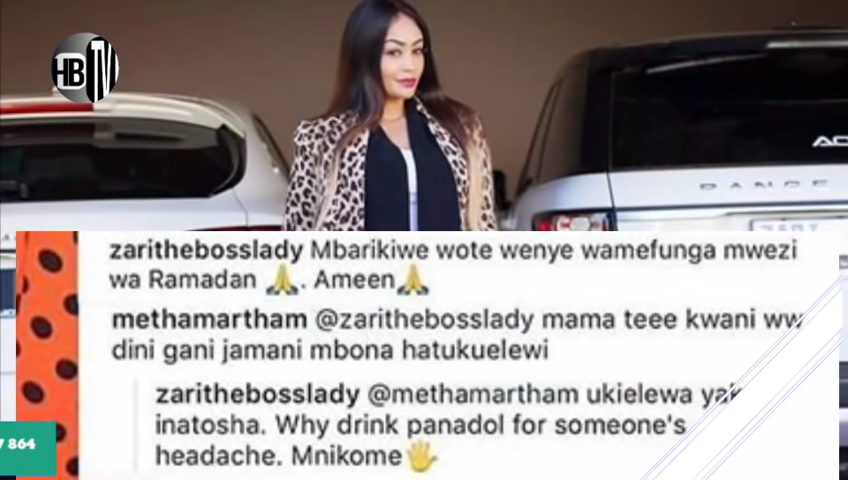 HB TV
RANGE
zarithebosslady Mbarikiwe wote wenye wamefunga mwezi
wa Ramadan 🙏. Ameen🙏
methamartham @zarithebosslady mama teee kwani ww
dini gani jamani mbona hatukuelewi
zarithebosslady @methamartham ukielewa
inatosha. Why drink panadol for someone's
headache. Mnikome🖐
7 864